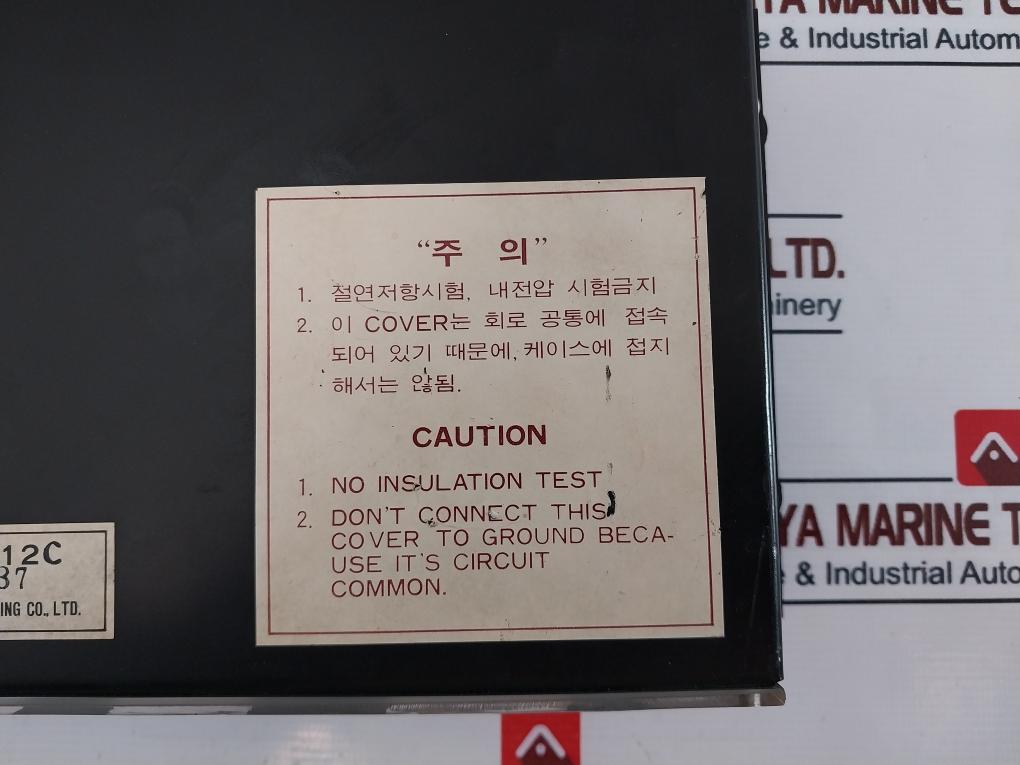 YA MARINE
& Industrial Autom
LTD.
inery
“주 의”
1. 절연저항시험, 내전압 시험금지
2. 이 COVER는 회로 공통에 접속
되어 있기 때문에, 케이스에 접지
해서는 않됨.
CAUTION
1. NO INSULATION TEST
2. DON'T CONNECT THIS
COVER TO GROUND BECA-
USE IT'S CIRCUIT
COMMON.
12C
37
ING CO., LTD.
YA MARINE T
& Industrial Auto